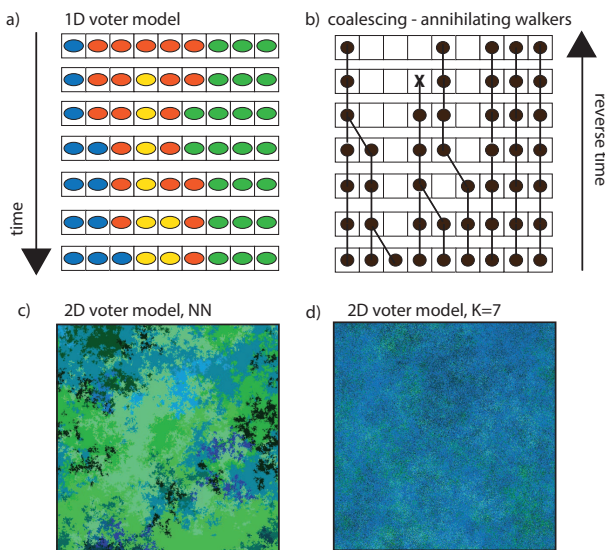 a) 1D voter model
b) coalescing - annihilating walkers
time
X
reverse time
c) 2D voter model, NN
d) 2D voter model, K=7